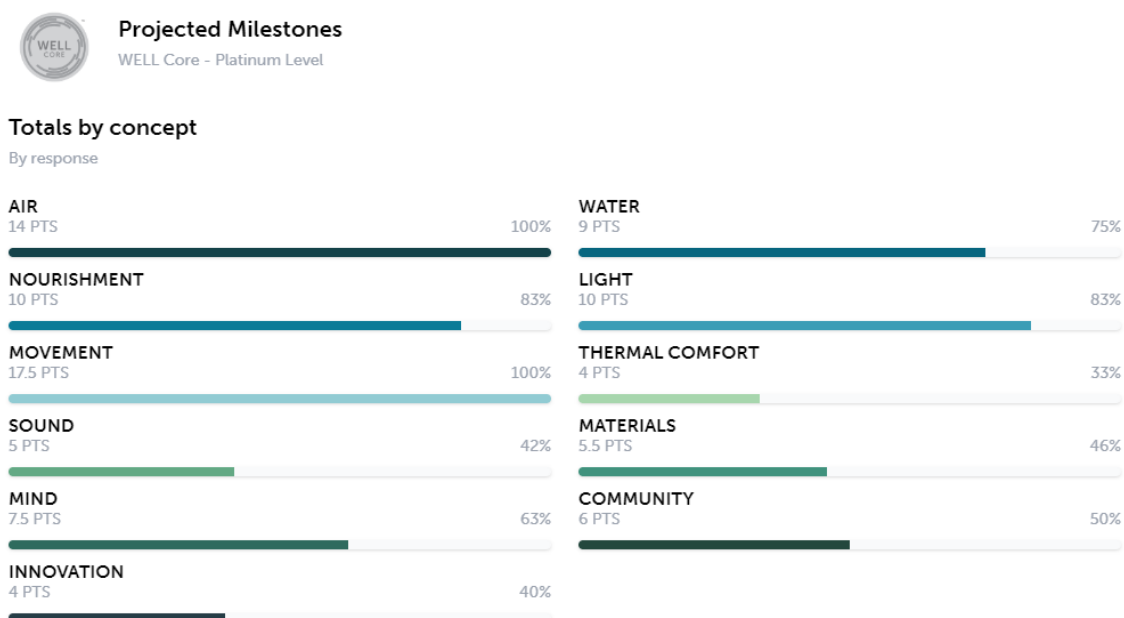 WELL
CORE
Projected Milestones
WELL Core - Platinum Level
Totals by concept
By response
AIR
14 PTS 100%
WATER
9 PTS 75%
NOURISHMENT
10 PTS 83%
LIGHT
10 PTS 83%
MOVEMENT
17.5 PTS 100%
THERMAL COMFORT
4 PTS 33%
SOUND
5 PTS 42%
MATERIALS
5.5 PTS 46%
MIND
7.5 PTS 63%
COMMUNITY
6 PTS 50%
INNOVATION
4 PTS 40%